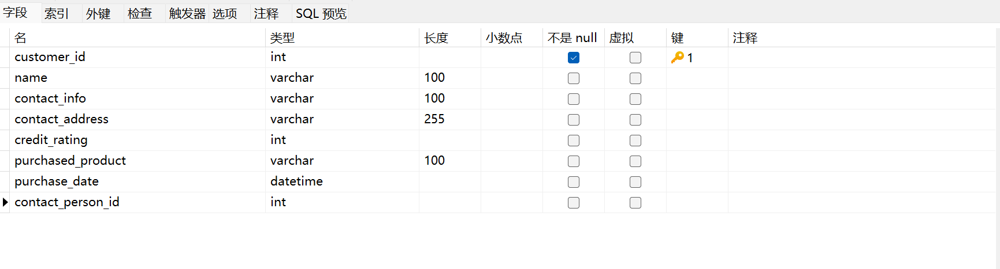 字段 索引 外键 检查 触发器 选项 注释 SQL 预览
名 类型 长度 小数点 不是 null 虚拟 键 注释
customer_id int 1
name varchar 100
contact_info varchar 100
contact_address varchar 255
credit_rating int
purchased_product varchar 100
purchase_date datetime
contact_person_id int